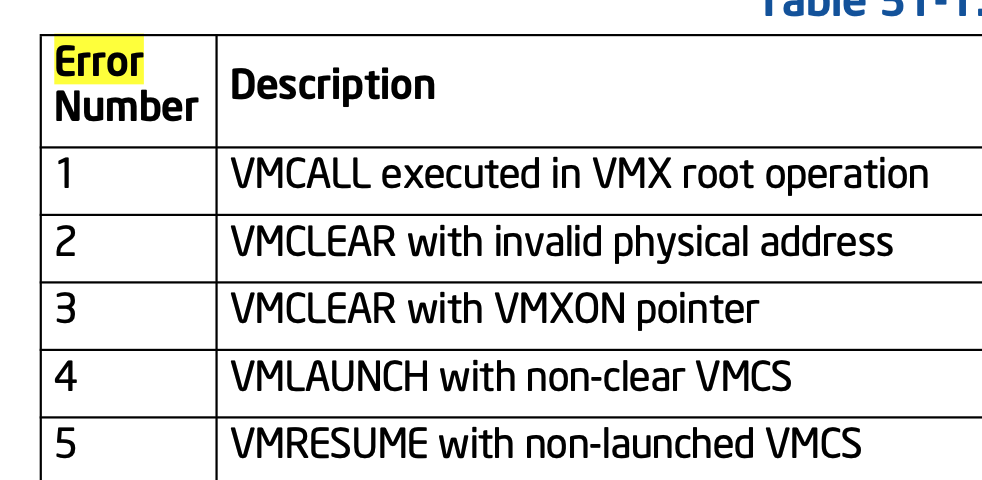 Table 31-1.
Error
Number
Description
1
VMCALL executed in VMX root operation
2
VMCLEAR with invalid physical address
3
VMCLEAR with VMXON pointer
4
VMLAUNCH with non-clear VMCS
5
VMRESUME with non-launched VMCS